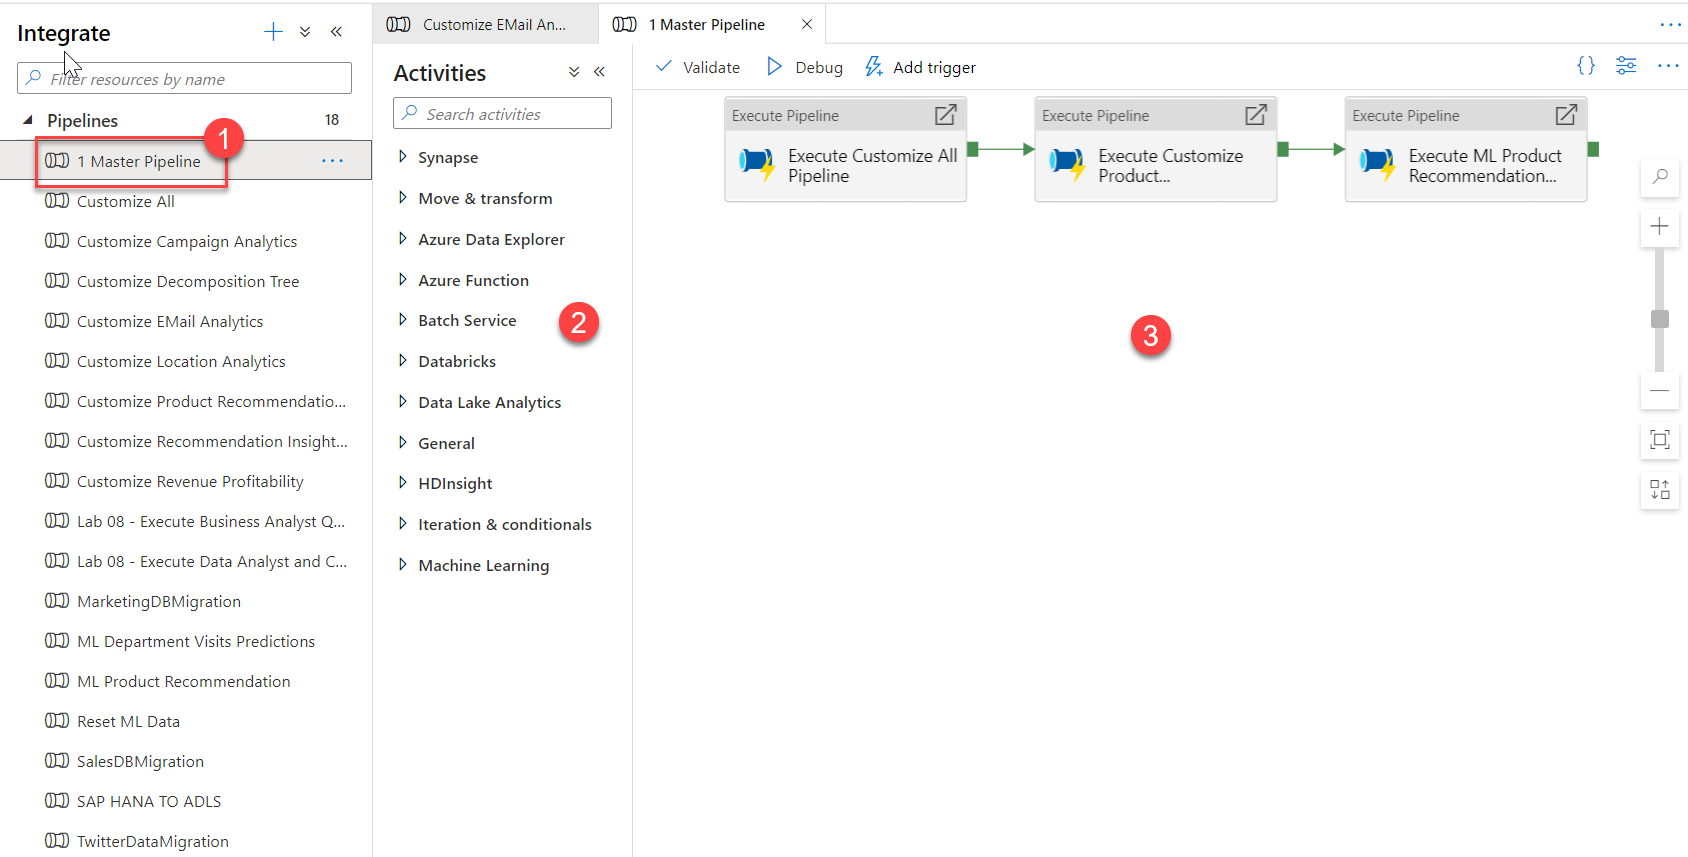 Integrate
Filter resources by name
Pipelines 18
1
1 Master Pipeline
Customize All
Customize Campaign Analytics
Customize Decomposition Tree
Customize EMail Analytics
Customize Location Analytics
Customize Product Recommendatio...
Customize Recommendation Insight...
Customize Revenue Profitability
Lab 08 - Execute Business Analyst Q...
Lab 08 - Execute Data Analyst and C...
MarketingDBMigration
ML Department Visits Predictions
ML Product Recommendation
Reset ML Data
SalesDBMigration
SAP HANA TO ADLS
TwitterDataMigration
Customize EMail An...
1 Master Pipeline
Activities
Search activities
Synapse
Move & transform
Azure Data Explorer
Azure Function
Batch Service
2
Databricks
Data Lake Analytics
General
HDInsight
Iteration & conditionals
Machine Learning
Validate
Debug
Add trigger
Execute Pipeline
Execute Customize All
Pipeline
Execute Pipeline
Execute Customize
Product...
Execute Pipeline
Execute ML Product
Recommendation...
3